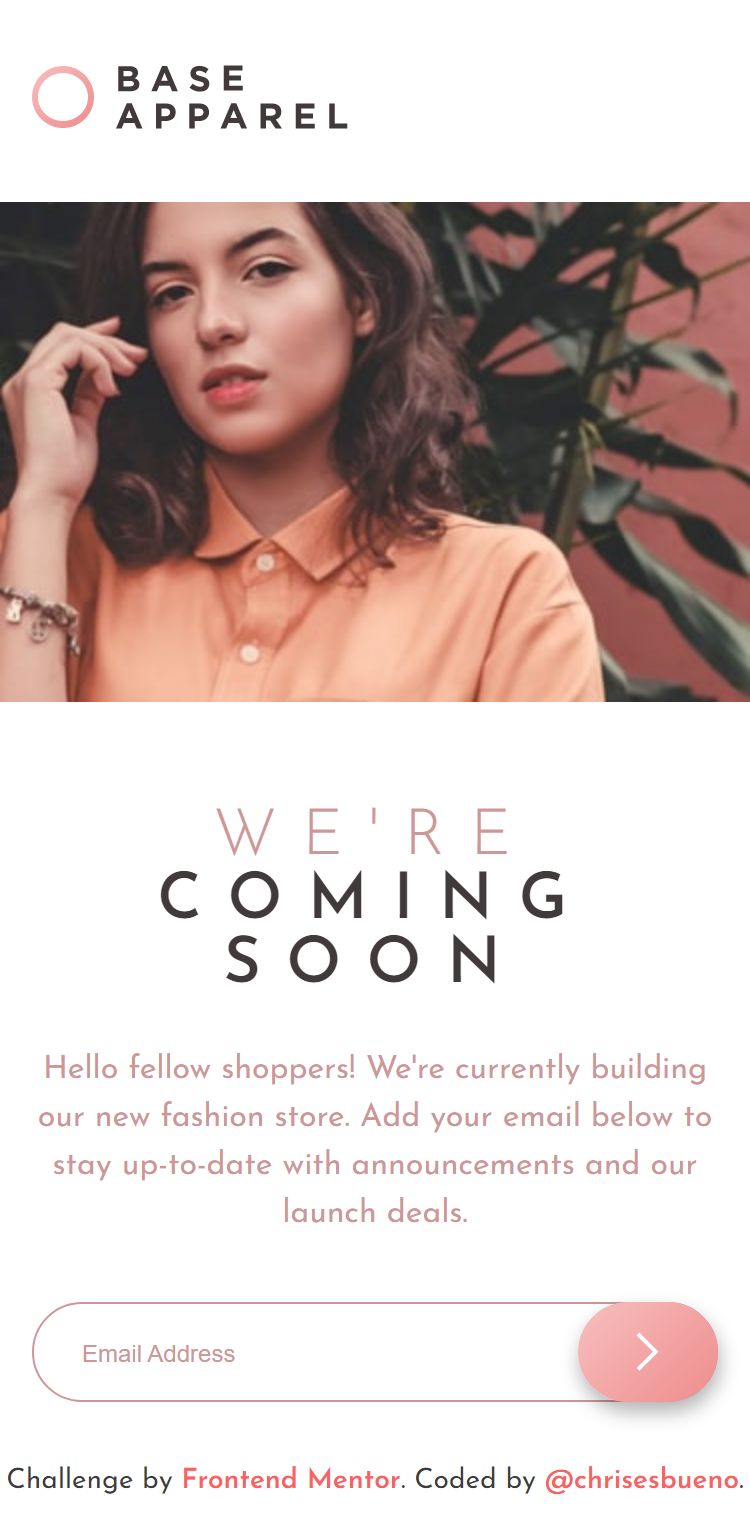 BASE
APPAREL
WE'RE
COMING
SOON
Hello fellow shoppers! We're currently building
our new fashion store. Add your email below to
stay up-to-date with announcements and our
launch deals.
Email Address
Challenge by Frontend Mentor. Coded by @chrisesbueno.